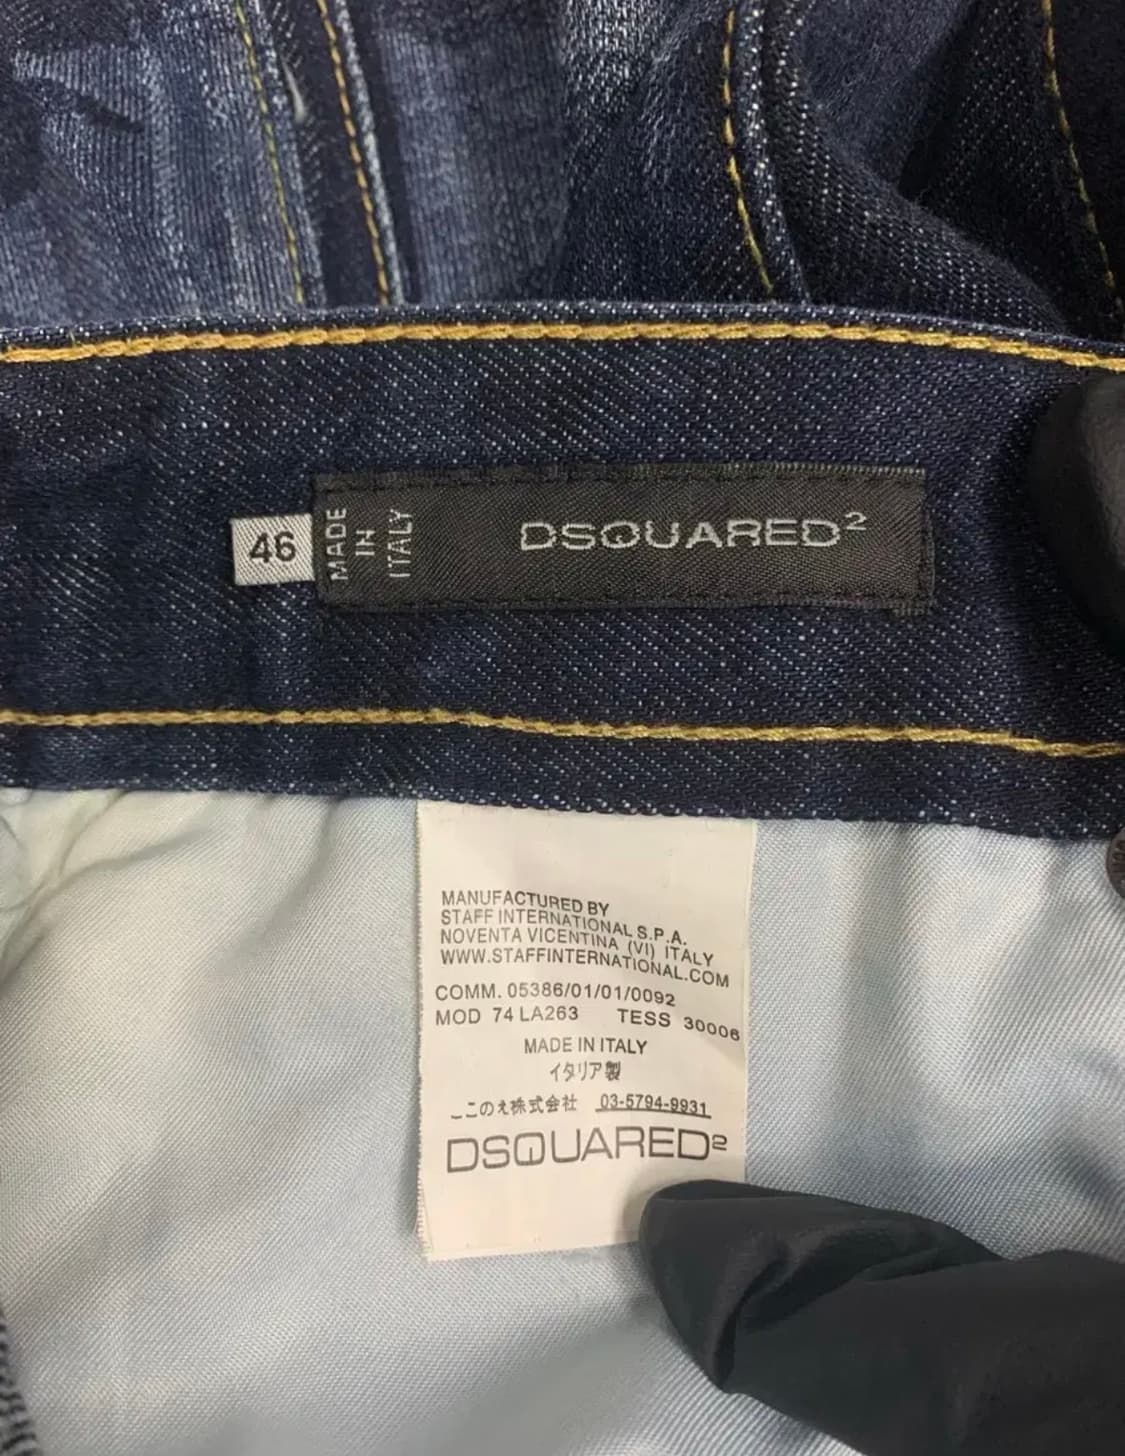 46
MADE
IN
ITALY
DSQUARED²
MANUFACTURED BY
STAFF INTERNATIONAL S.P.A.
NOVENTA VICENTINA (VI) ITALY
WWW.STAFFINTERNATIONAL.COM
COMM. 05386/01/01/0092
MOD 74LA263 TESS 30006
MADE IN ITALY
イタリア製
ここのえ株式会社 03-5794-9931
DSQUARED²